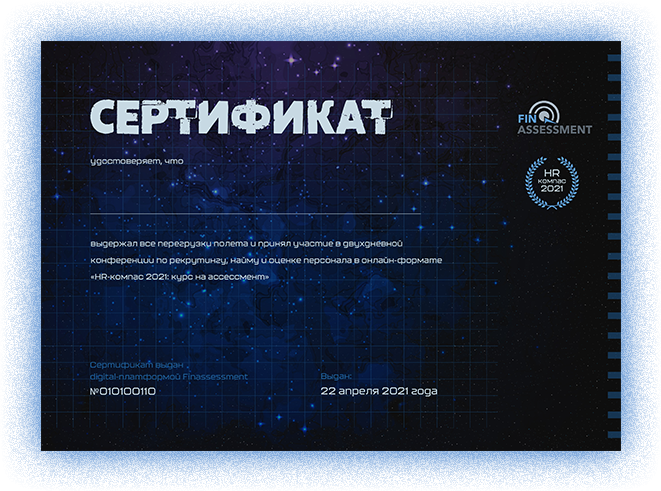 СЕРТИФИКАТ
FIN
ASSESSMENT
удостоверяет, что
HR
компас
2021
выдержал все перегрузки полета и принял участие в двухдневной
конференции по рекрутингу, найму и оценке персонала в онлайн-формате
«HR-компас 2021: курс на ассессмент»
Сертификат выдан
digital-платформой Finassessment
№010100110
Выдан:
22 апреля 2021 года